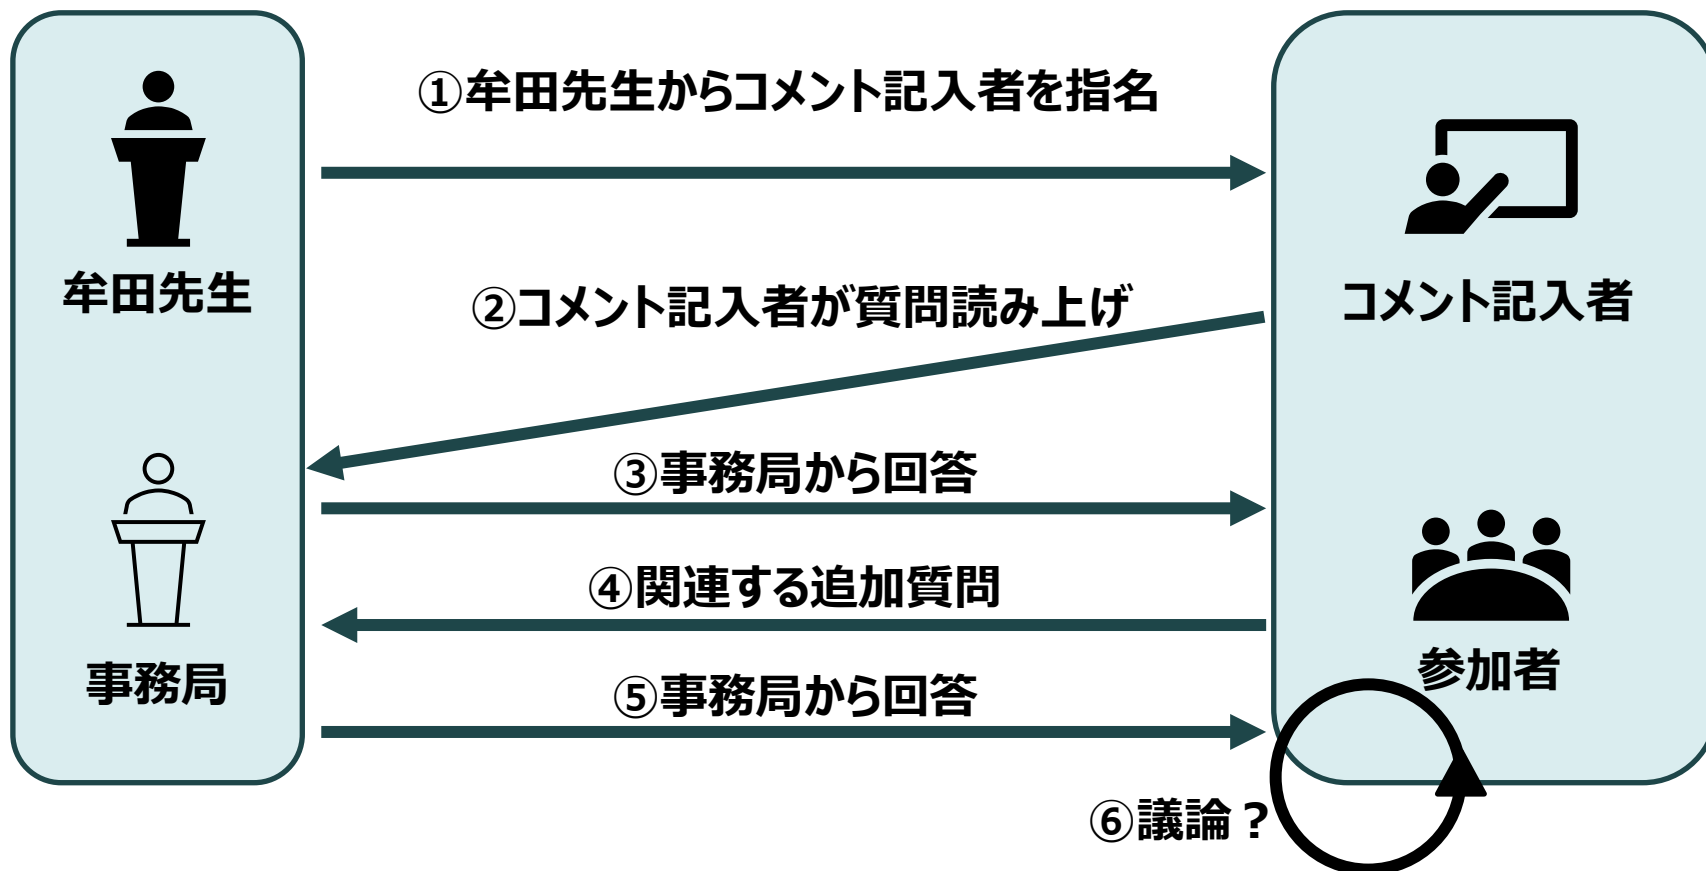 ①牟田先生からコメント記入者を指名
牟田先生
②コメント記入者が質問読み上げ
コメント記入者
③事務局から回答
④関連する追加質問
事務局
参加者
⑤事務局から回答
⑥議論？